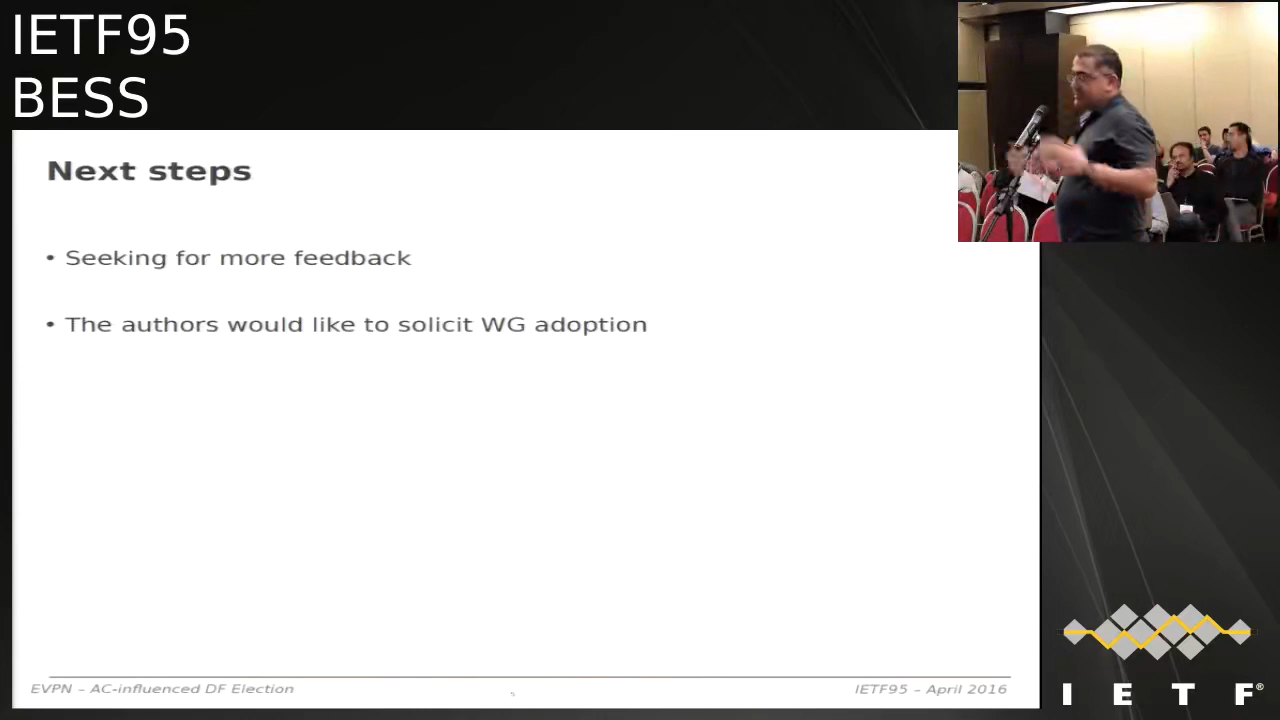 IETF95
BESS
Next steps
• Seeking for more feedback
• The authors would like to solicit WG adoption
EVPN – AC-influenced DF Election
IETF95 – April 2016
I E T F®